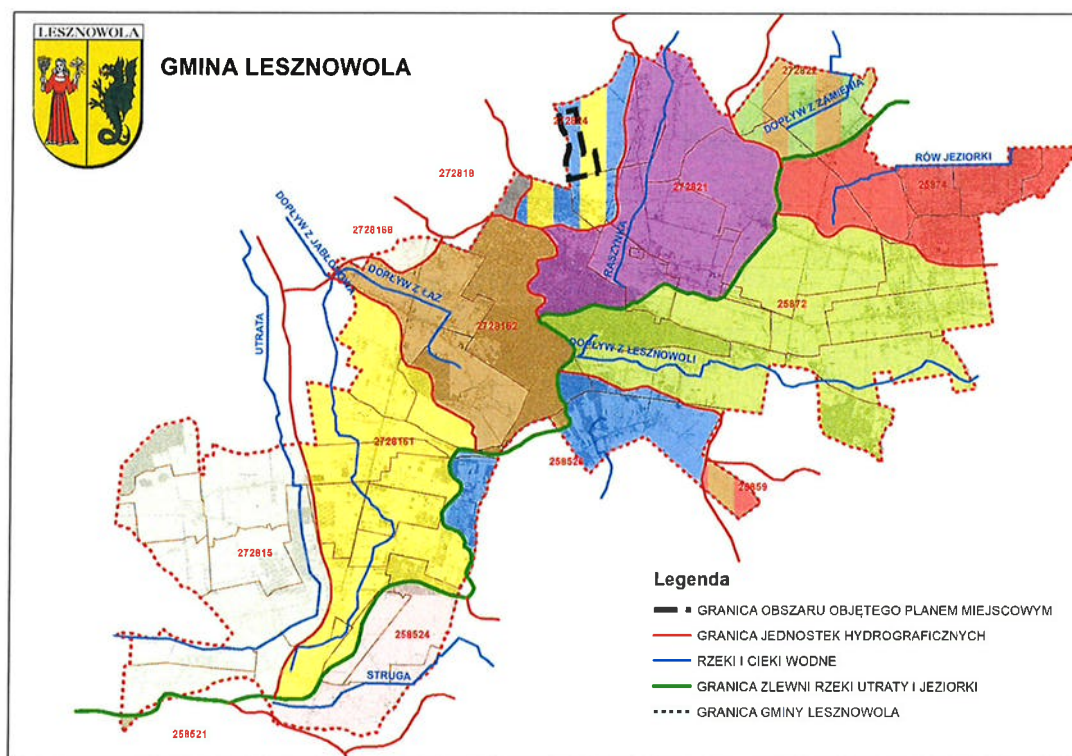 LESZNOWOLA
GMINA LESZNOWOLA
272824
DOPŁYW Z ZAMIENIA
RÓW JEZIORKI
25874
272818
272821
RASZYNKA
2728168
DOPŁYW Z JABŁONOWA
DOPŁYW Z ŁAZ
UTRATA
2728162
25872
DOPŁYW Z LESZNOWOLI
2728161
25859
272815
258524
STRUGA
258521
Legenda
GRANICA OBSZARU OBJĘTEGO PLANEM MIEJSCOWYM
GRANICA JEDNOSTEK HYDROGRAFICZNYCH
RZEKI I CIEKI WODNE
GRANICA ZLEWNI RZEKI UTRATY I JEZIORKI
GRANICA GMINY LESZNOWOLA